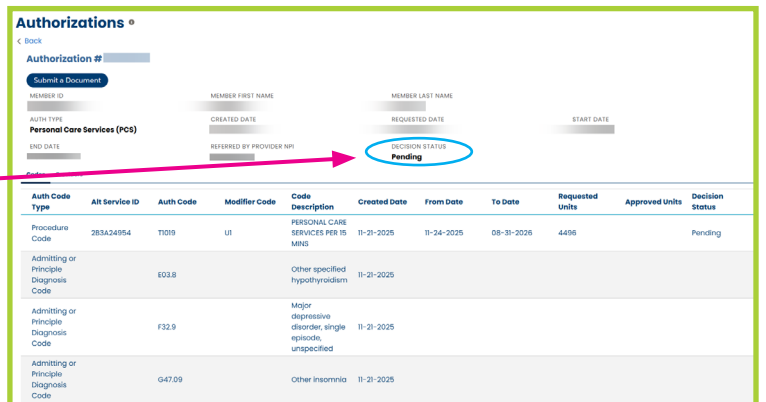 Authorizations
< Back
Authorization #
Submit a Document
MEMBER ID MEMBER FIRST NAME MEMBER LAST NAME
AUTH TYPE CREATED DATE REQUESTED DATE START DATE
Personal Care Services (PCS)
END DATE REFERRED BY PROVIDER NPI DECISION STATUS
Pending
Auth Code Type Alt Service ID Auth Code Modifier Code Code Description Created Date From Date To Date Requested Units Approved Units Decision Status
Procedure Code 2B3A24954 T1019 U1 PERSONAL CARE SERVICES PER 15 MINS 11-21-2025 11-24-2025 08-31-2026 4496 Pending
Admitting or Principle Diagnosis Code E03.8 Other specified hypothyroidism 11-21-2025
Admitting or Principle Diagnosis Code F32.9 Major depressive disorder, single episode, unspecified 11-21-2025
Admitting or Principle Diagnosis Code G47.09 Other insomnia 11-21-2025